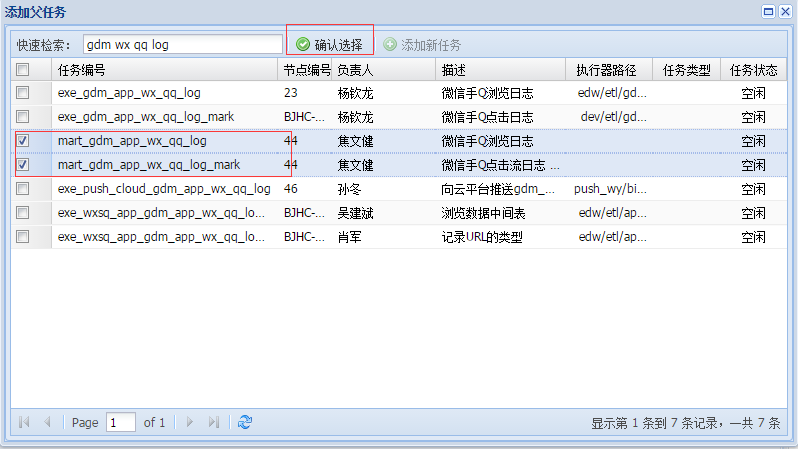 添加父任务
快速检索： gdm wx qq log 确认选择 添加新任务
任务编号 节点编号 负责人 描述 执行器路径 任务类型 任务状态
exe_gdm_app_wx_qq_log 23 杨钦龙 微信手Q浏览日志 edw/etl/gd... 空闲
exe_gdm_app_wx_qq_log_mark BJHC-... 杨钦龙 微信手Q点击日志 dev/etl/gd... 空闲
mart_gdm_app_wx_qq_log 44 焦文健 微信手Q浏览日志 空闲
mart_gdm_app_wx_qq_log_mark 44 焦文健 微信手Q点击流日志 ... 空闲
exe_push_cloud_gdm_app_wx_qq_log 46 孙冬 向云平台推送gdm_... push_wy/bi... 空闲
exe_wxsq_app_gdm_app_wx_qq_lo... BJHC-... 吴建斌 浏览数据中间表 edw/etl/ap... 空闲
exe_wxsq_app_gdm_app_wx_qq_lo... BJHC-... 肖军 记录URL的类型 edw/etl/ap... 空闲
Page 1 of 1 显示第 1 条到 7 条记录，一共 7 条